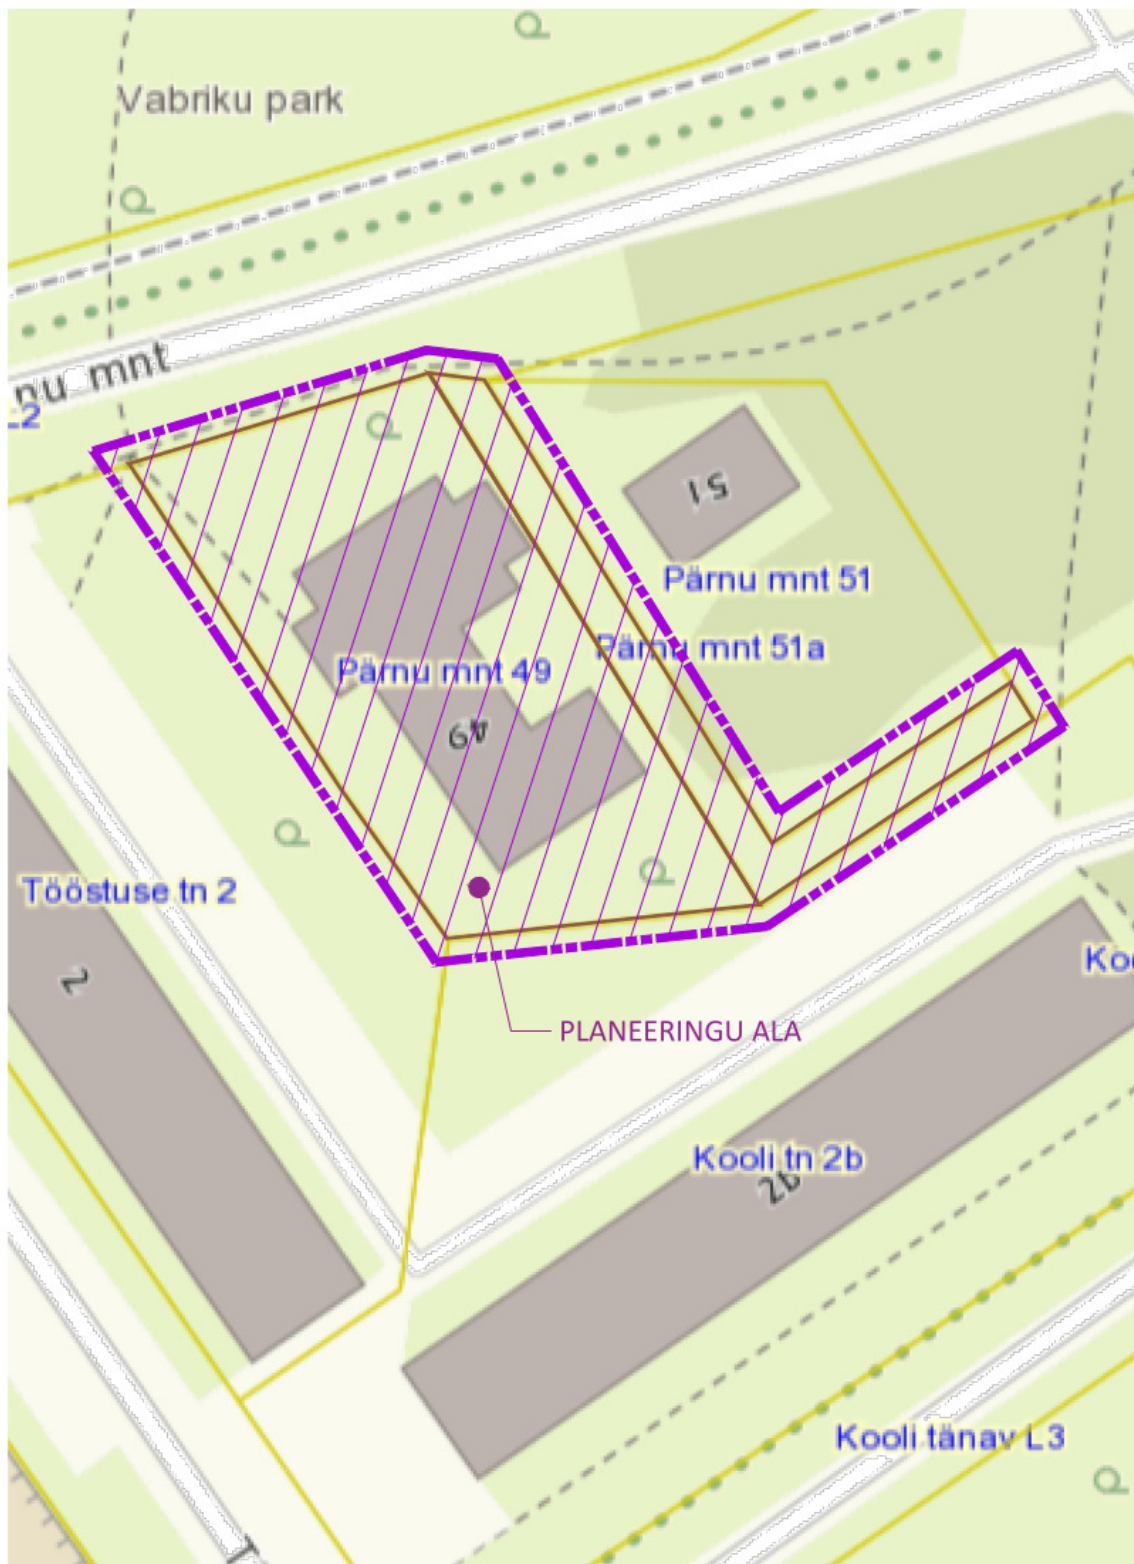 Vabriku park
nu mnt
L2
51
Pärnu mnt 51
Pärnu mnt 51a
Pärnu mnt 49
49
Tööstuse tn 2
2
Koo
PLANEERINGU ALA
Kooli tn 2b
2b
Kooli tänav L3
T